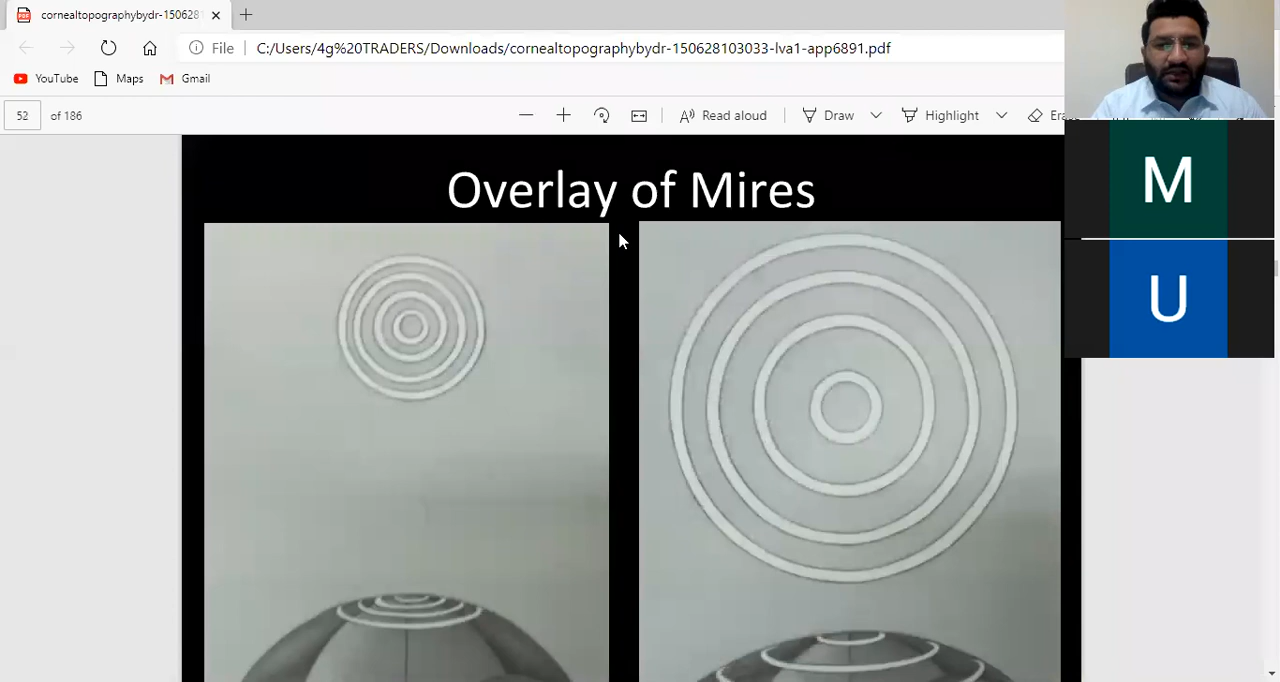 cornealtopographybydr-150628
File
C:/Users/4g%20TRADERS/Downloads/cornealtopographybydr-150628103033-lva1-app6891.pdf
YouTube
Maps
Gmail
52
of 186
Read aloud
Draw
Highlight
Overlay of Mires
M
U